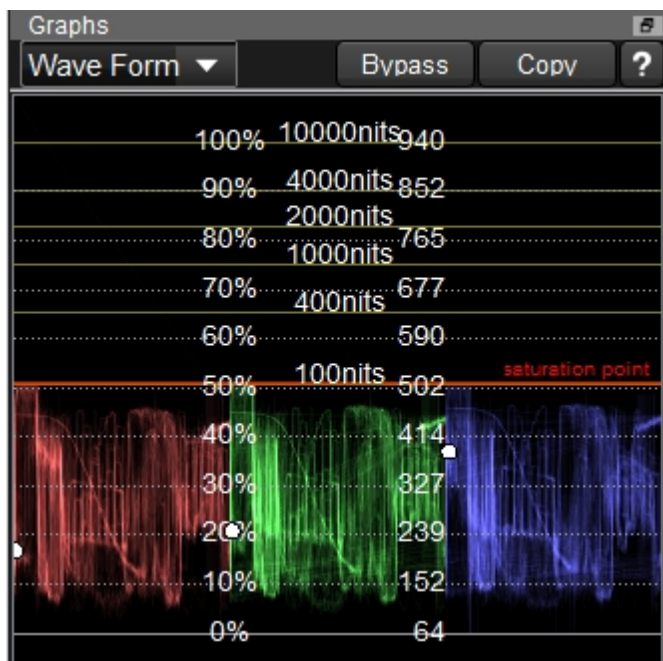 Graphs
Wave Form Bypass Copy ?
100% 10000nits 940
90% 4000nits 852
2000nits
80% 765
1000nits
70% 677
400nits
60% 590
100nits saturation point
50% 502
40% 414
30% 327
20% 239
10% 152
0% 64